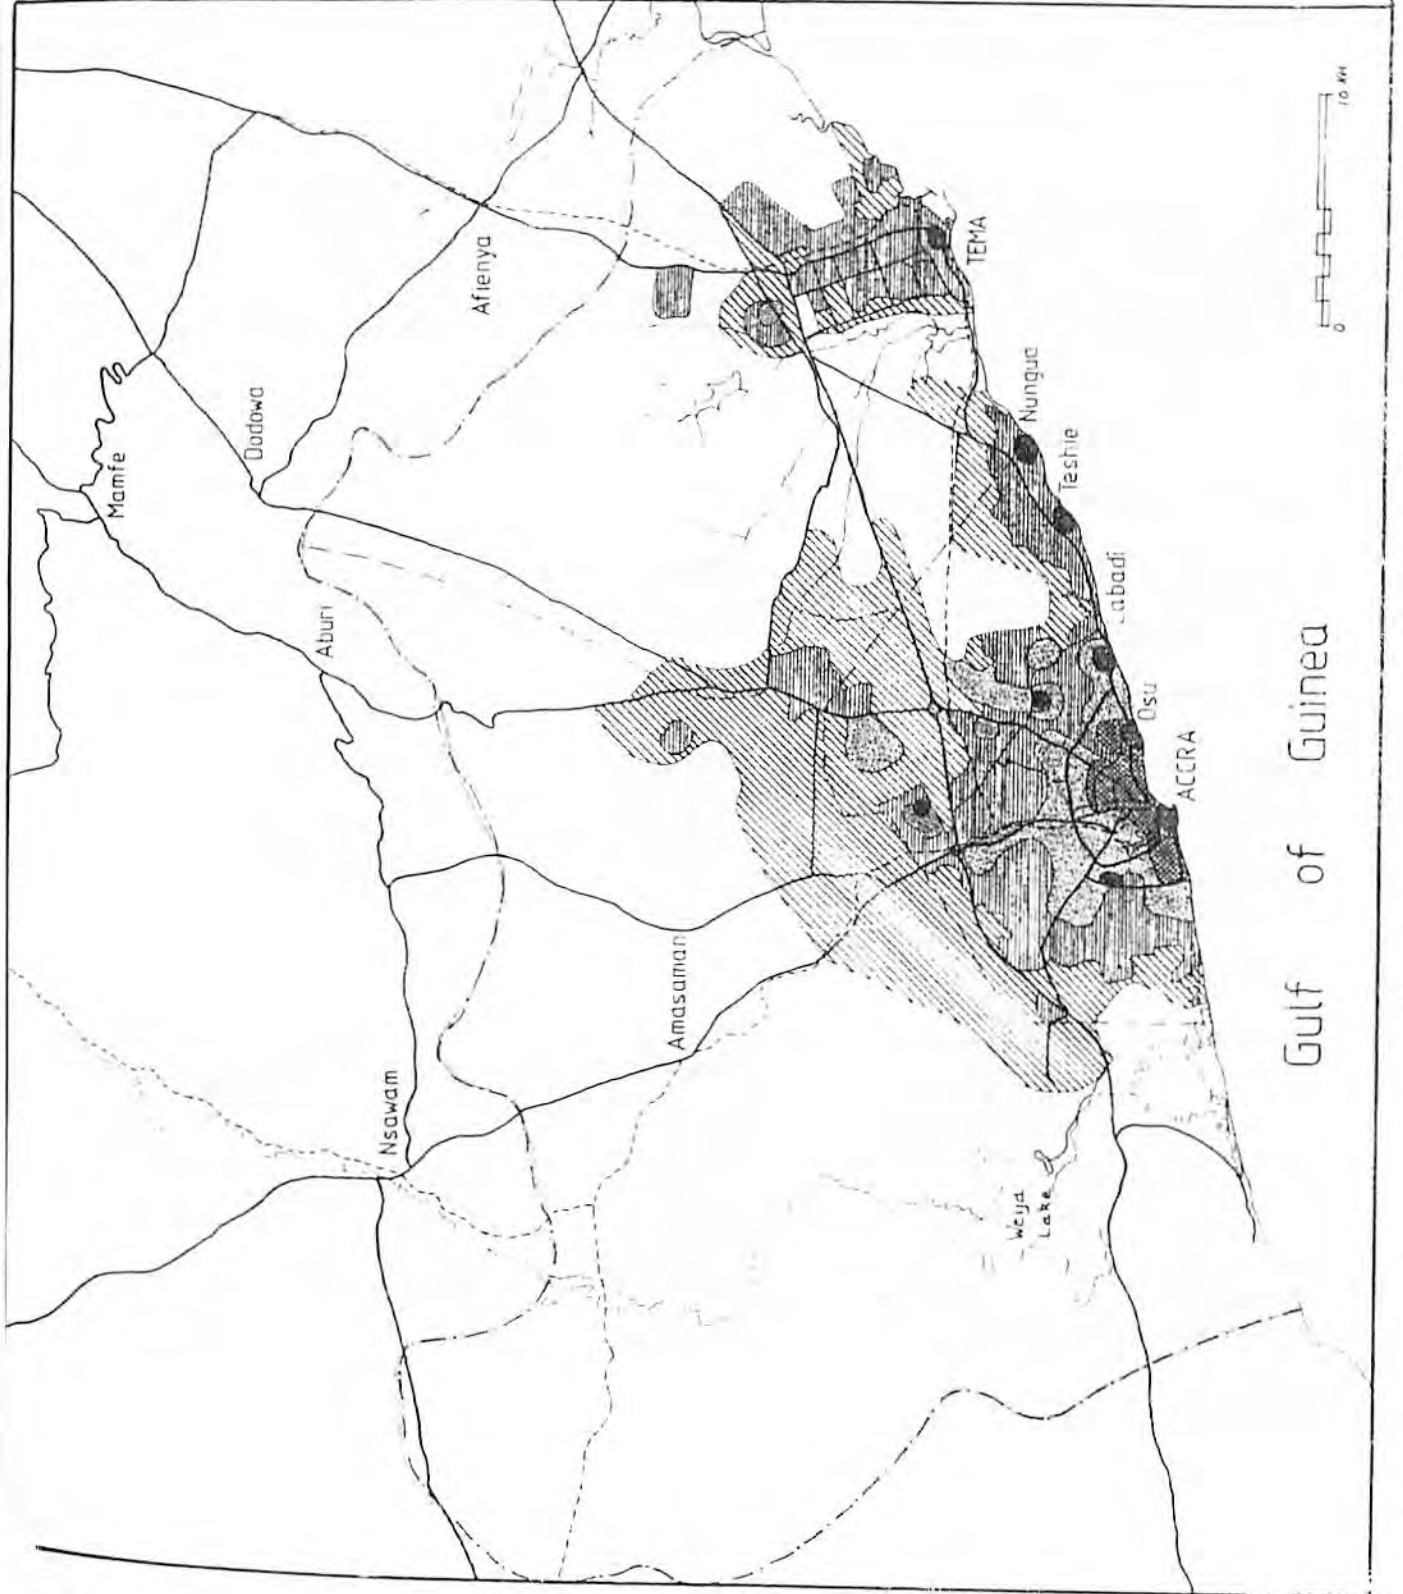 Mamfe
Dodowa
Afienya
Aburi
Nsawam
Amasaman
TEMA
Nungua
Teshie
abadi
Osu
ACCRA
Weija
Lake
Gulf of Guinea
0
10 KM